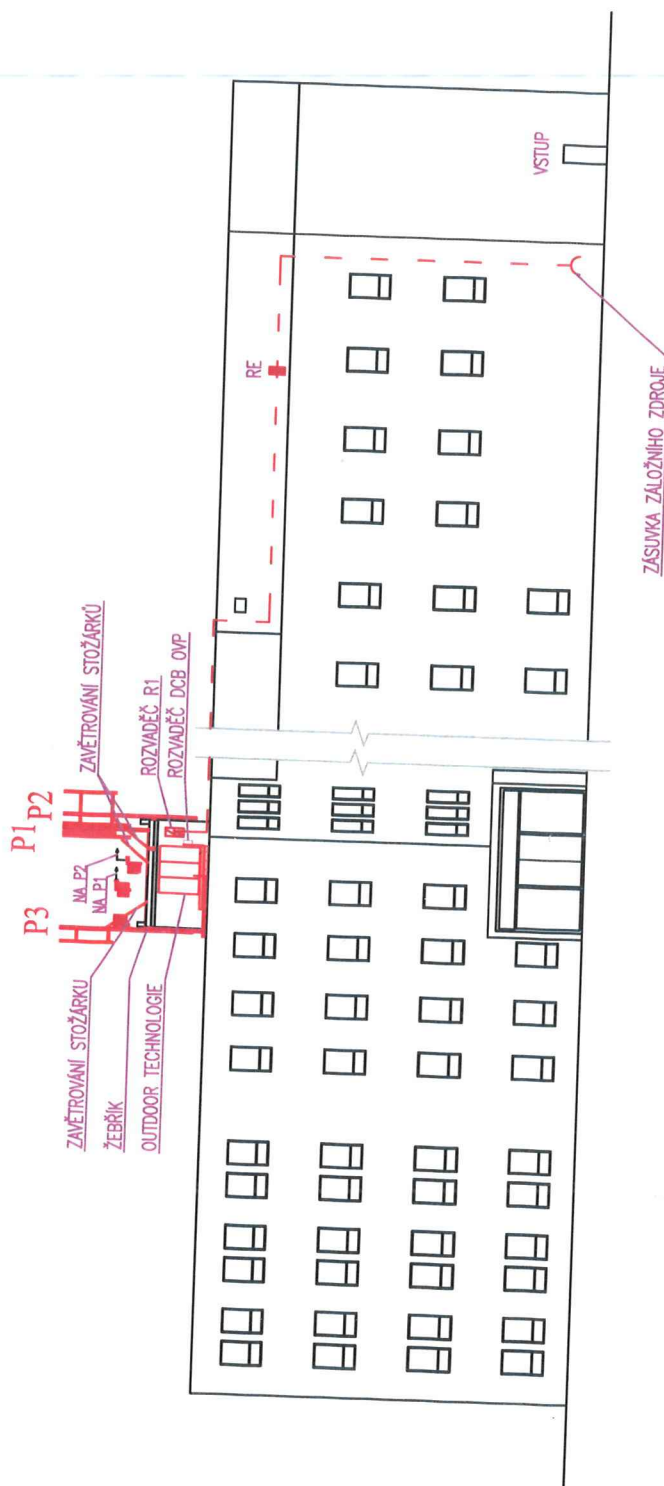 P3
P1
P2
NA P2
NA P1
ZAVĚTROVÁNÍ STOŽÁRKU
ŽEBŘÍK
OUTDOOR TECHNOLOGIE
ZAVĚTROVÁNÍ STOŽÁRKŮ
ROZVADĚČ R1
ROZVADĚČ DCB OVP
RE
VSTUP
ZÁSUVKA ZÁLOŽNÍHO ZDROJE